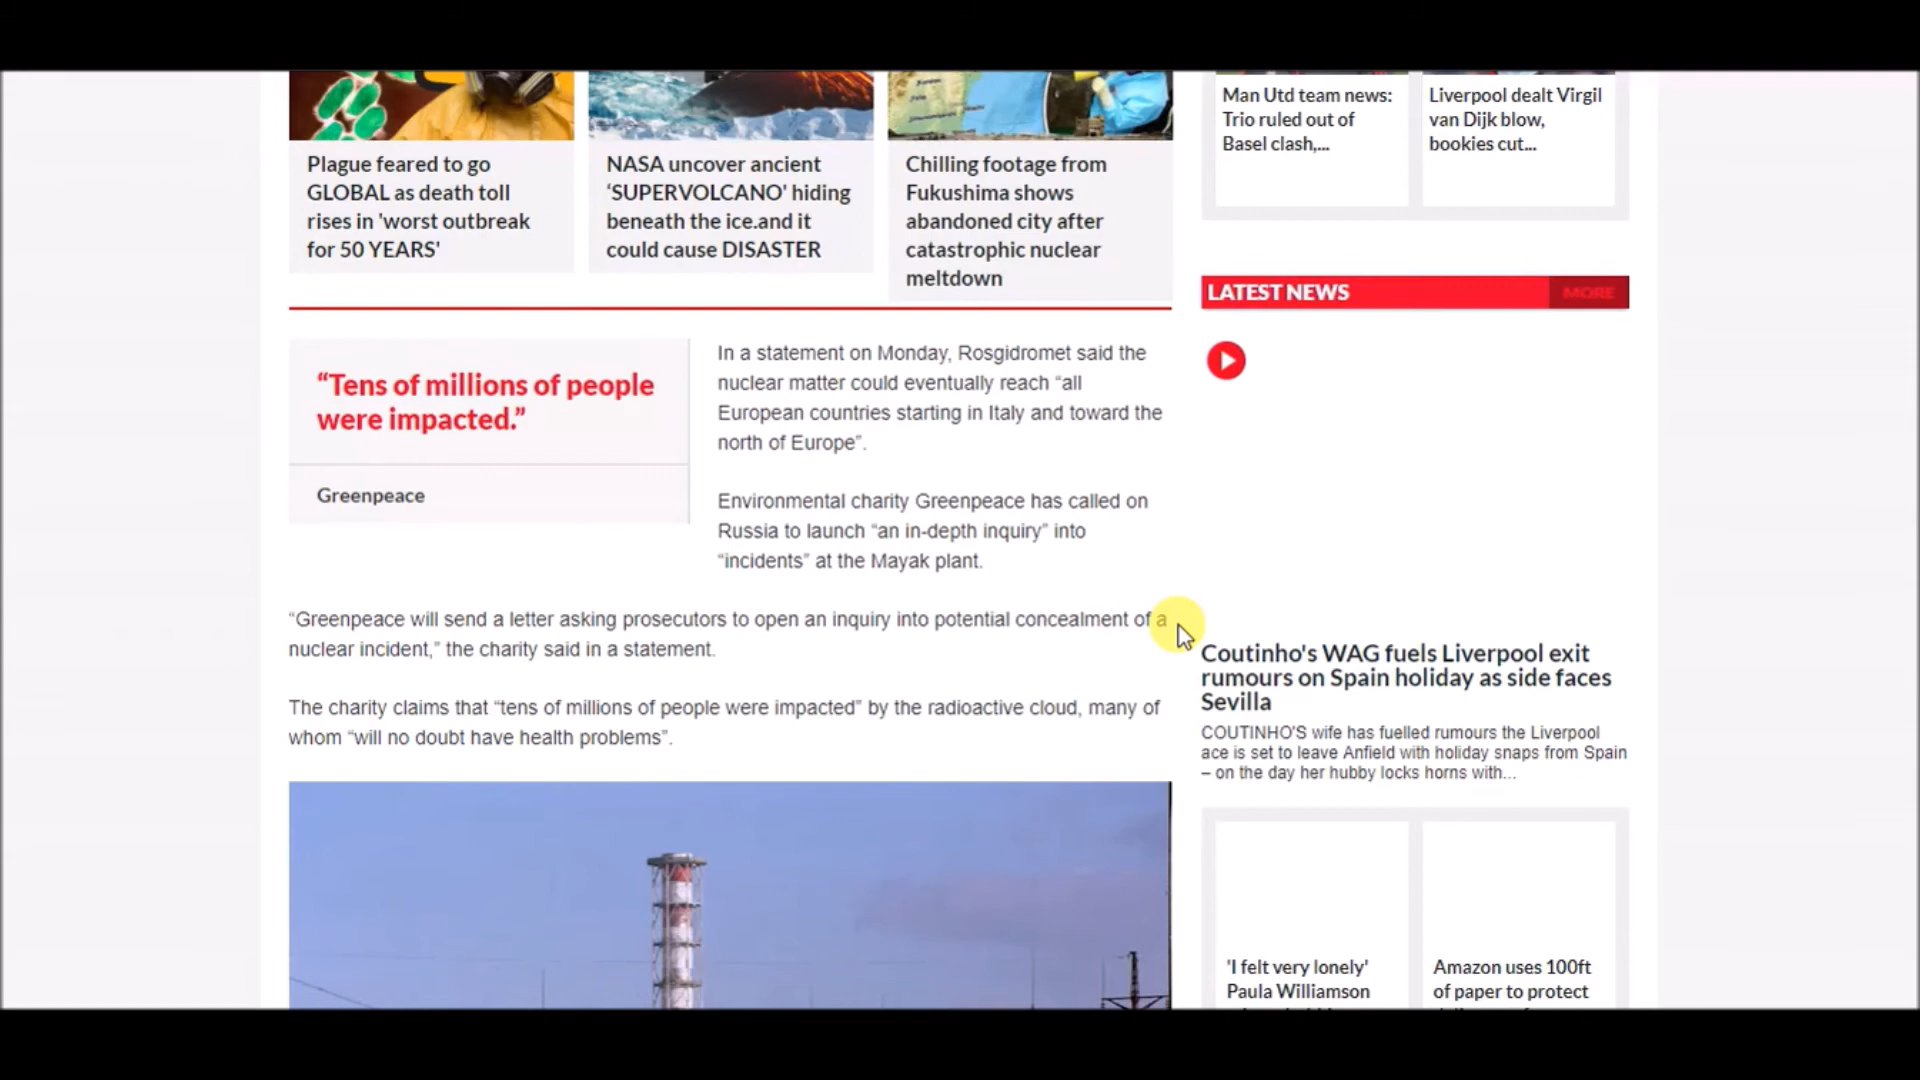 Plague feared to go
GLOBAL as death toll
rises in 'worst outbreak
for 50 YEARS'
NASA uncover ancient
‘SUPERVOLCANO' hiding
beneath the ice.and it
could cause DISASTER
Chilling footage from
Fukushima shows
abandoned city after
catastrophic nuclear
meltdown
Man Utd team news:
Trio ruled out of
Basel clash,...
Liverpool dealt Virgil
van Dijk blow,
bookies cut...
LATEST NEWS
MORE
“Tens of millions of people
were impacted.”
Greenpeace
In a statement on Monday, Rosgidromet said the
nuclear matter could eventually reach “all
European countries starting in Italy and toward the
north of Europe”.
Environmental charity Greenpeace has called on
Russia to launch “an in-depth inquiry” into
“incidents” at the Mayak plant.
“Greenpeace will send a letter asking prosecutors to open an inquiry into potential concealment of a
nuclear incident,” the charity said in a statement.
The charity claims that “tens of millions of people were impacted” by the radioactive cloud, many of
whom “will no doubt have health problems”.
Coutinho's WAG fuels Liverpool exit
rumours on Spain holiday as side faces
Sevilla
COUTINHO'S wife has fuelled rumours the Liverpool
ace is set to leave Anfield with holiday snaps from Spain
– on the day her hubby locks horns with...
'I felt very lonely'
Paula Williamson
Amazon uses 100ft
of paper to protect